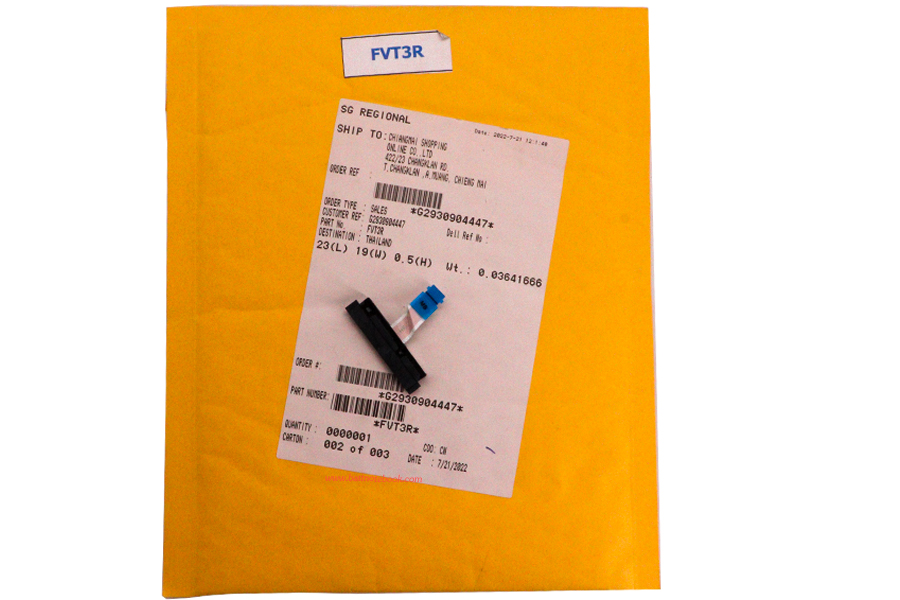 FVT3R
SG REGIONAL
Date: 2022-7-21 12:1:40
SHIP TO: CHIANGMAI SHOPPING
ONLINE CO.,LTD
422/23 CHANGKLAN RD,
T.CHANGKLAN ,A.MUANG, CHIENG MAI
ORDER REF :
*G2930904447*
ORDER TYPE : SALES
CUSTOMER REF : G2930904447
Dell Ref No :
PART No. : FVT3R
DESTINATION : THAILAND
23(L) 19(W) 0.5(H) Wt.: 0.03641666
ORDER #:
*G2930904447*
PART NUMBER:
*FVT3R*
QUANTITY : 0000001
COO: CN
CARTON : 002 of 003
DATE : 7/21/2022